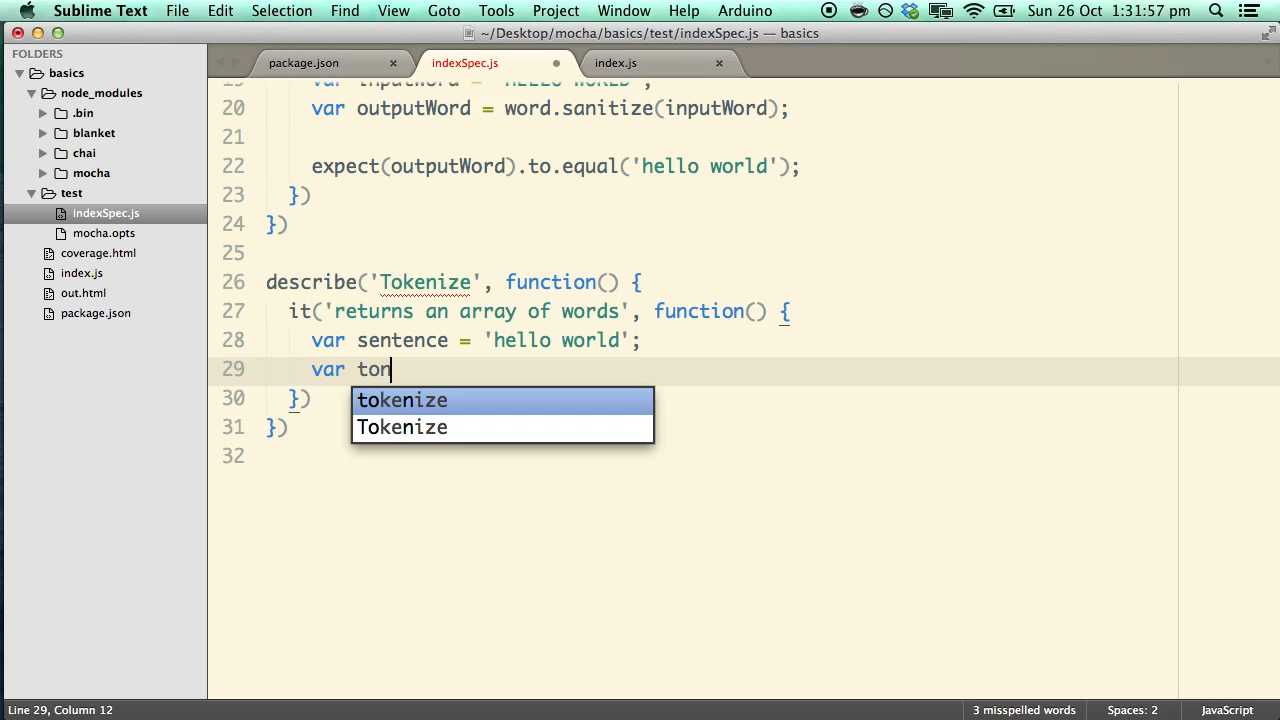 Sublime Text File Edit Selection Find View Goto Tools Project Window Help Arduino Sun 26 Oct 1:31:57 pm
~/Desktop/mocha/basics/test/indexSpec.js — basics
FOLDERS
basics
node_modules
.bin
blanket
chai
mocha
test
indexSpec.js
mocha.opts
coverage.html
index.js
out.html
package.json
package.json × indexSpec.js index.js ×
19 var inputWord = 'HELLO WORLD';
20 var outputWord = word.sanitize(inputWord);
21
22 expect(outputWord).to.equal('hello world');
23 })
24 })
25
26 describe('Tokenize', function() {
27 it('returns an array of words', function() {
28 var sentence = 'hello world';
29 var ton
30 })
31 })
32
tokenize
Tokenize
Line 29, Column 12 3 misspelled words Spaces: 2 JavaScript